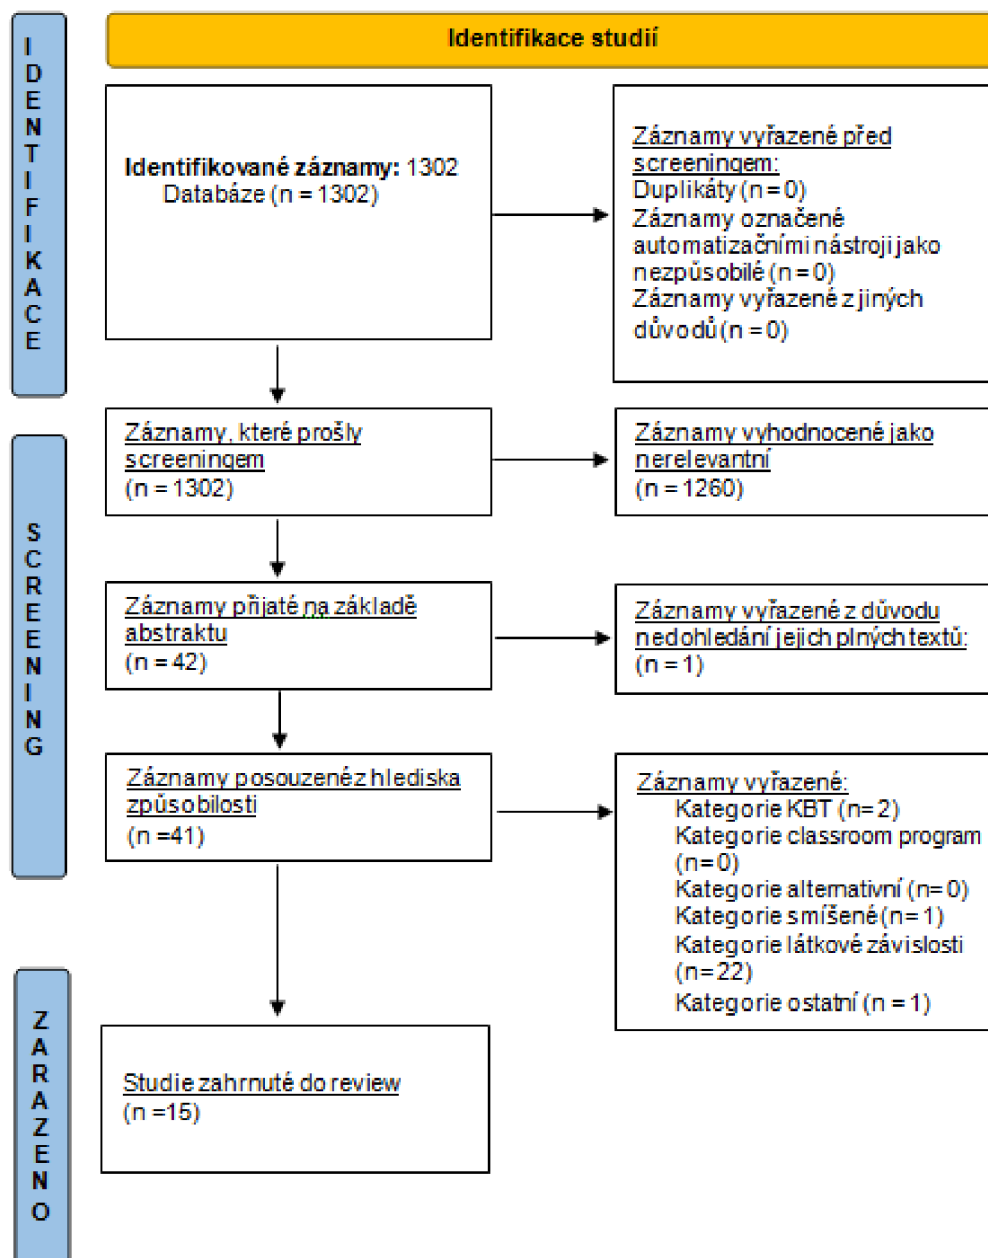 Identifikace studií
IDENTIFIKACE
Identifikované záznamy: 1302
Databáze (n = 1302)
Záznamy vyřazené před
screeningem:
Duplikáty (n = 0)
Záznamy označené
automatizačními nástroji jako
nezpůsobilé (n = 0)
Záznamy vyřazené z jiných
důvodů (n = 0)
SCREENING
Záznamy, které prošly
screeningem
(n = 1302)
Záznamy vyhodnocené jako
nerelevantní
(n = 1260)
Záznamy přijaté na základě
abstraktu
(n = 42)
Záznamy vyřazené z důvodu
nedohledání jejich plných textů:
(n = 1)
Záznamy posouzené z hlediska
způsobilosti
(n =41)
Záznamy vyřazené:
Kategorie KBT (n= 2)
Kategorie classroom program
(n=0)
Kategorie alternativní (n= 0)
Kategorie smíšené (n= 1)
Kategorie látkové závislosti
(n=22)
Kategorie ostatní (n = 1)
ZARAZENO
Studie zahrnuté do review
(n =15)